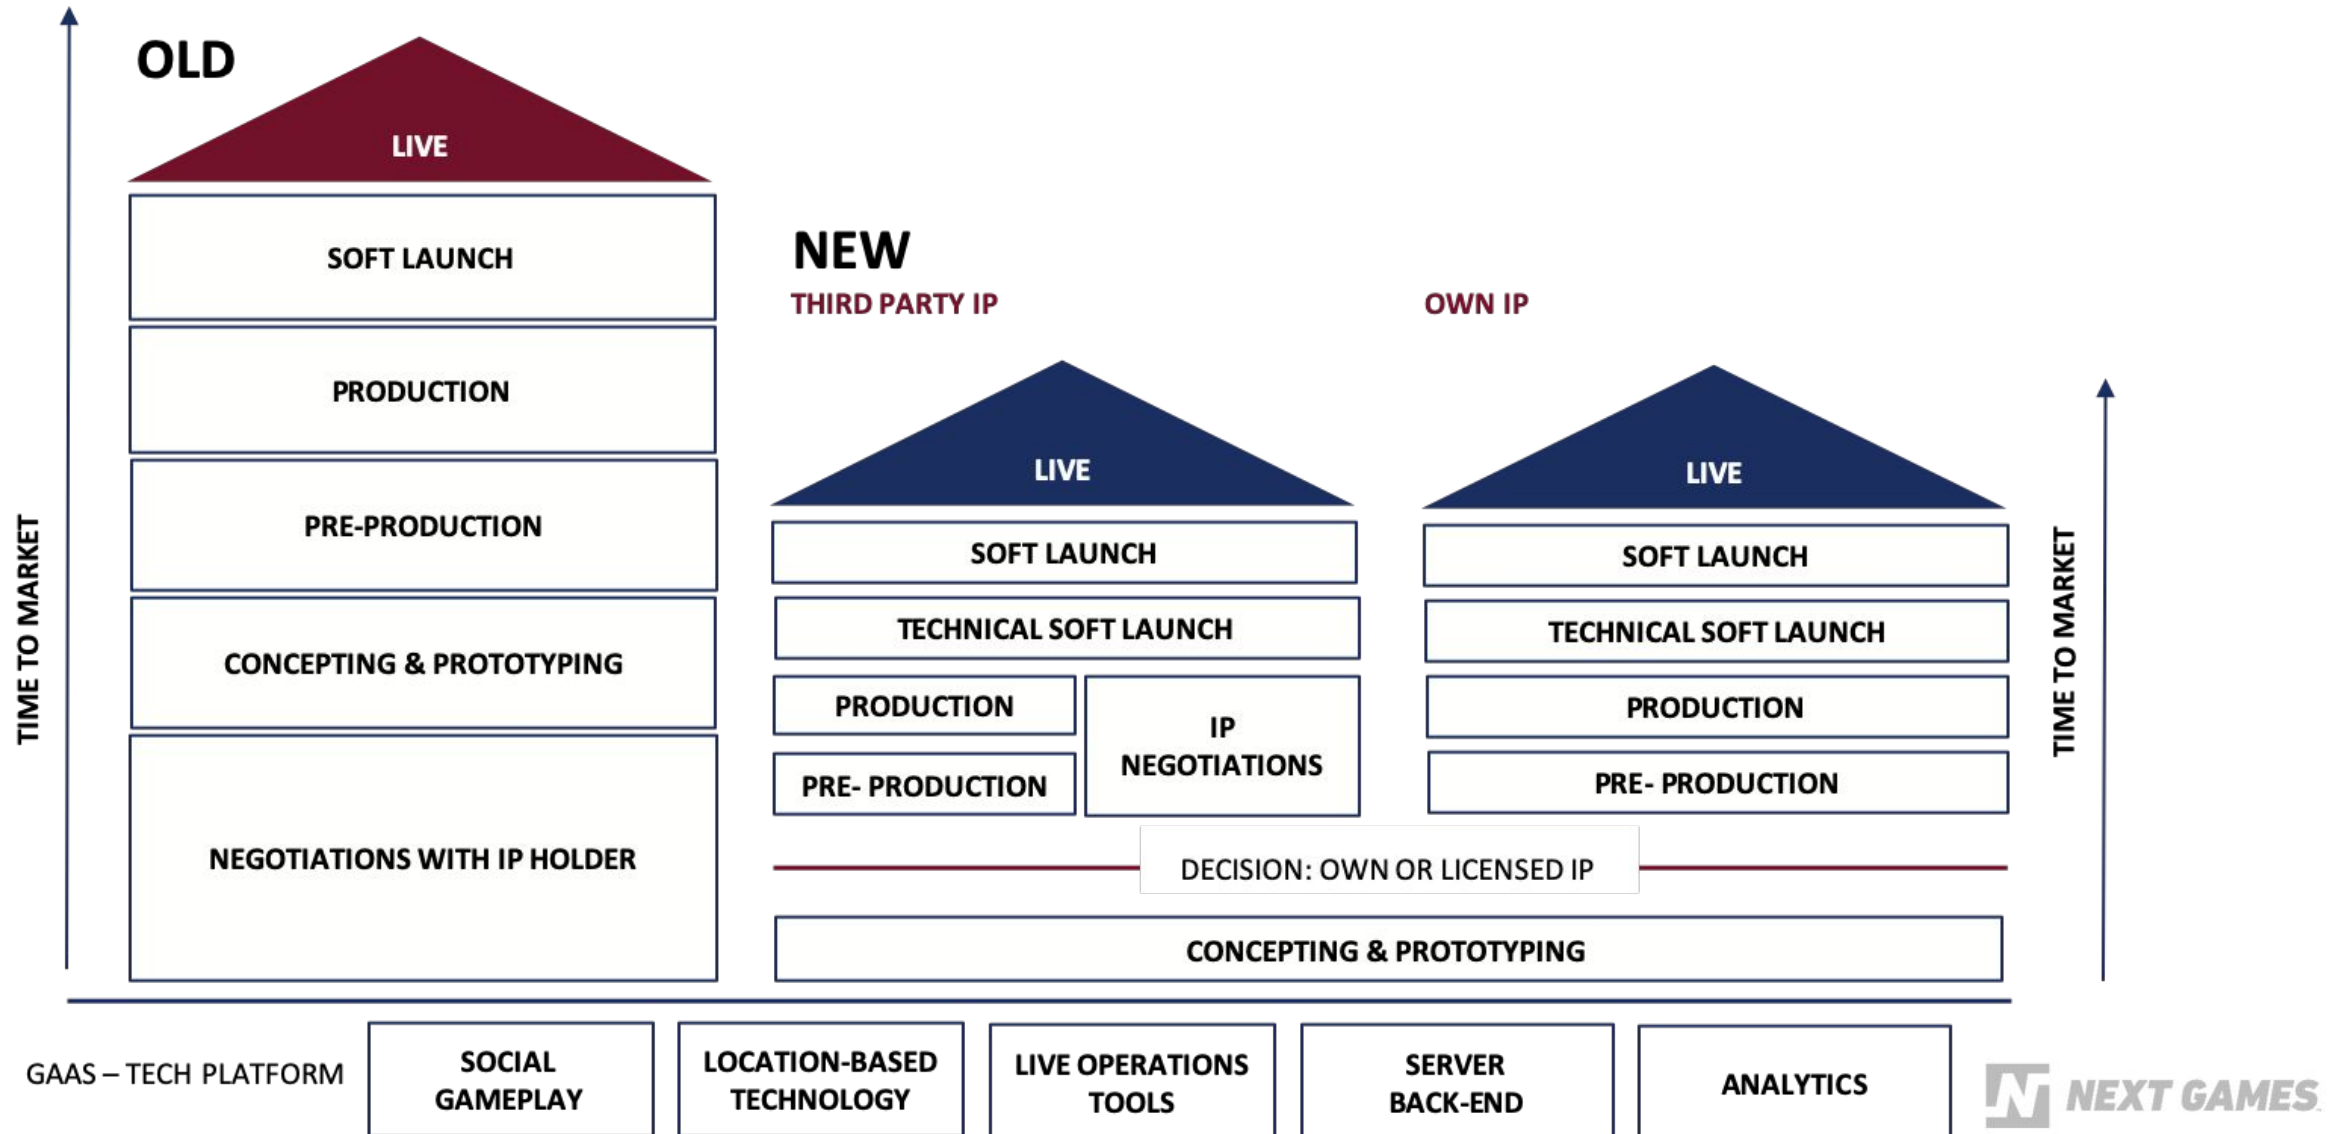 OLD
LIVE
SOFT LAUNCH
PRODUCTION
PRE-PRODUCTION
CONCEPTING & PROTOTYPING
NEGOTIATIONS WITH IP HOLDER
TIME TO MARKET
NEW
THIRD PARTY IP
LIVE
SOFT LAUNCH
TECHNICAL SOFT LAUNCH
PRODUCTION
PRE- PRODUCTION
IP
NEGOTIATIONS
OWN IP
LIVE
SOFT LAUNCH
TECHNICAL SOFT LAUNCH
PRODUCTION
PRE- PRODUCTION
TIME TO MARKET
DECISION: OWN OR LICENSED IP
CONCEPTING & PROTOTYPING
GAAS – TECH PLATFORM
SOCIAL
GAMEPLAY
LOCATION-BASED
TECHNOLOGY
LIVE OPERATIONS
TOOLS
SERVER
BACK-END
ANALYTICS
NEXT GAMES